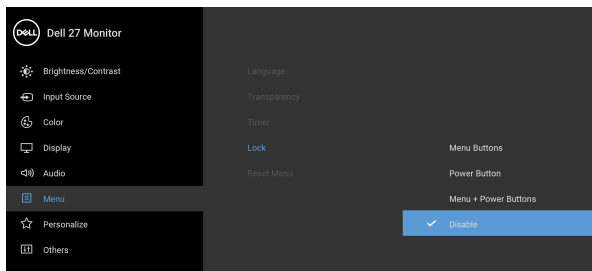 DELL
Dell 27 Monitor
Brightness/Contrast
Input Source
Color
Display
Audio
Menu
Personalize
Others
Language
Transparency
Timer
Lock
Reset Menu
Menu Buttons
Power Button
Menu + Power Buttons
Disable